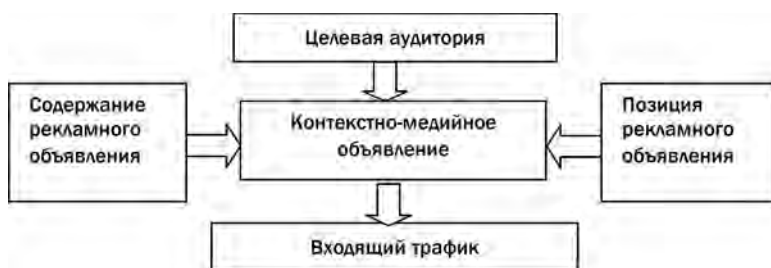 Целевая аудитория
Содержание
рекламного
объявления
Контекстно-медийное
объявление
Позиция
рекламного
объявления
Входящий трафик